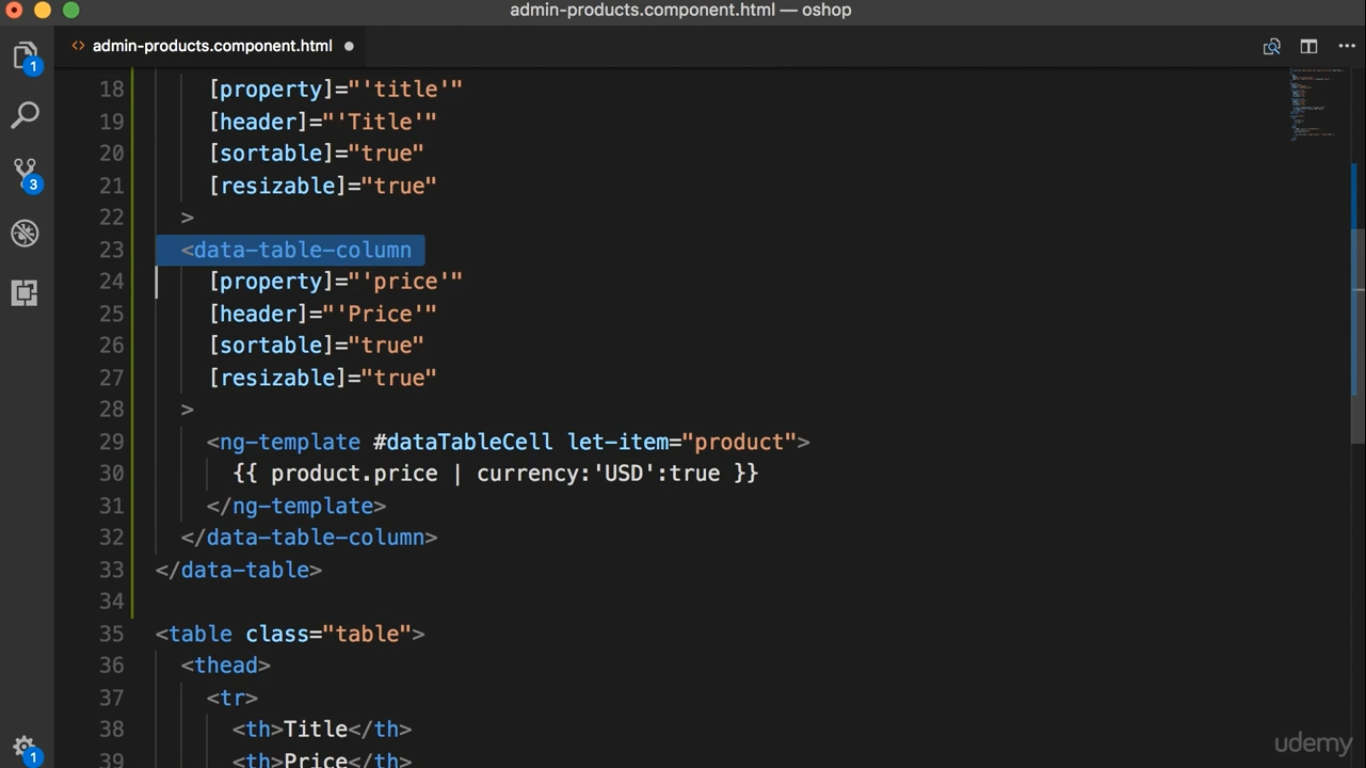 admin-products.component.html — oshop
<> admin-products.component.html ●
1
3
1
18 [property]="'title'"
19 [header]="'Title'"
20 [sortable]="true"
21 [resizable]="true"
22 >
23 <data-table-column
24 [property]="'price'"
25 [header]="'Price'"
26 [sortable]="true"
27 [resizable]="true"
28 >
29 <ng-template #dataTableCell let-item="product">
30 {{ product.price | currency:'USD':true }}
31 </ng-template>
32 </data-table-column>
33 </data-table>
34
35 <table class="table">
36 <thead>
37 <tr>
38 <th>Title</th>
39 <th>Price</th>
udemy